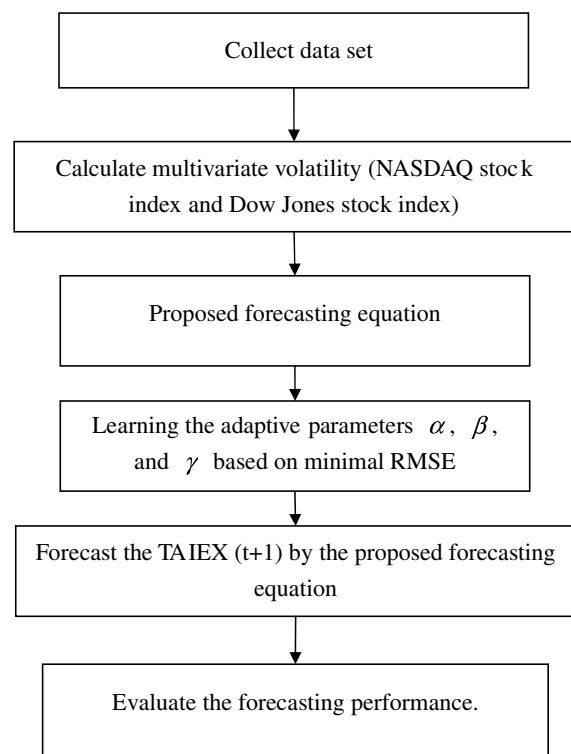 Collect data set
Calculate multivariate volatility (NASDAQ stock
index and Dow Jones stock index)
Proposed forecasting equation
Learning the adaptive parameters α, β,
and γ based on minimal RMSE
Forecast the TAIEX (t+1) by the proposed forecasting
equation
Evaluate the forecasting performance.